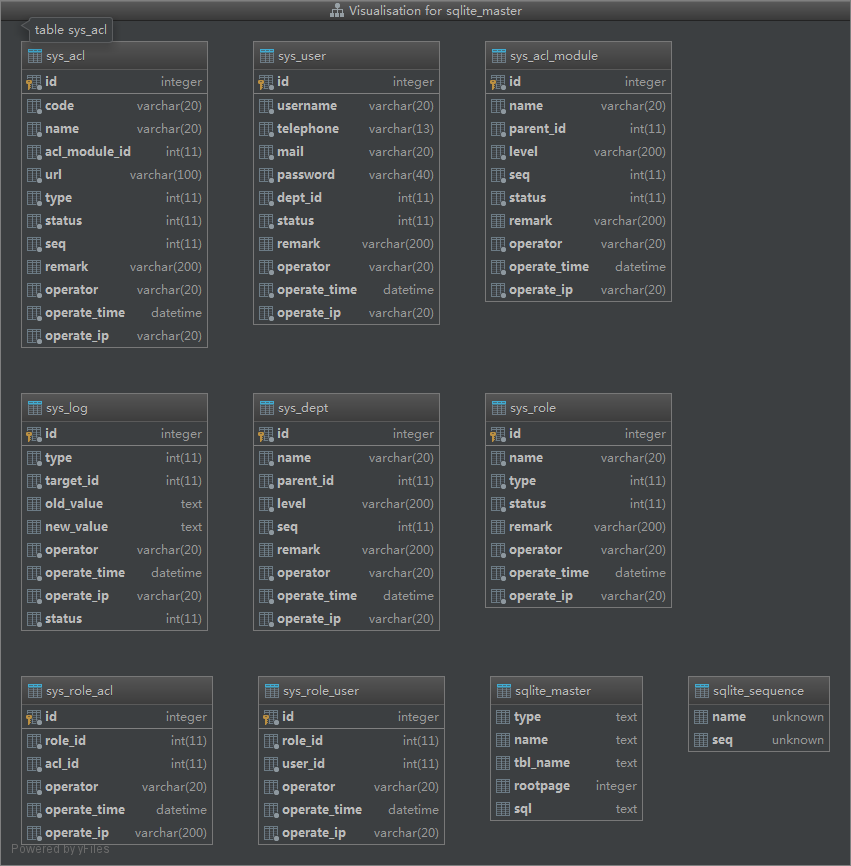 Visualisation for sqlite_master
table sys_acl
sys_acl
id integer
code varchar(20)
name varchar(20)
acl_module_id int(11)
url varchar(100)
type int(11)
status int(11)
seq int(11)
remark varchar(200)
operator varchar(20)
operate_time datetime
operate_ip varchar(20)
sys_user
id integer
username varchar(20)
telephone varchar(13)
mail varchar(20)
password varchar(40)
dept_id int(11)
status int(11)
remark varchar(200)
operator varchar(20)
operate_time datetime
operate_ip varchar(20)
sys_acl_module
id integer
name varchar(20)
parent_id int(11)
level varchar(200)
seq int(11)
status int(11)
remark varchar(200)
operator varchar(20)
operate_time datetime
operate_ip varchar(20)
sys_log
id integer
type int(11)
target_id int(11)
old_value text
new_value text
operator varchar(20)
operate_time datetime
operate_ip varchar(20)
status int(11)
sys_dept
id integer
name varchar(20)
parent_id int(11)
level varchar(200)
seq int(11)
remark varchar(200)
operator varchar(20)
operate_time datetime
operate_ip varchar(20)
sys_role
id integer
name varchar(20)
type int(11)
status int(11)
remark varchar(200)
operator varchar(20)
operate_time datetime
operate_ip varchar(20)
sys_role_acl
id integer
role_id int(11)
acl_id int(11)
operator varchar(20)
operate_time datetime
operate_ip varchar(200)
sys_role_user
id integer
role_id int(11)
user_id int(11)
operator varchar(20)
operate_time datetime
operate_ip varchar(20)
sqlite_master
type text
name text
tbl_name text
rootpage integer
sql text
sqlite_sequence
name unknown
seq unknown
Powered by yFiles